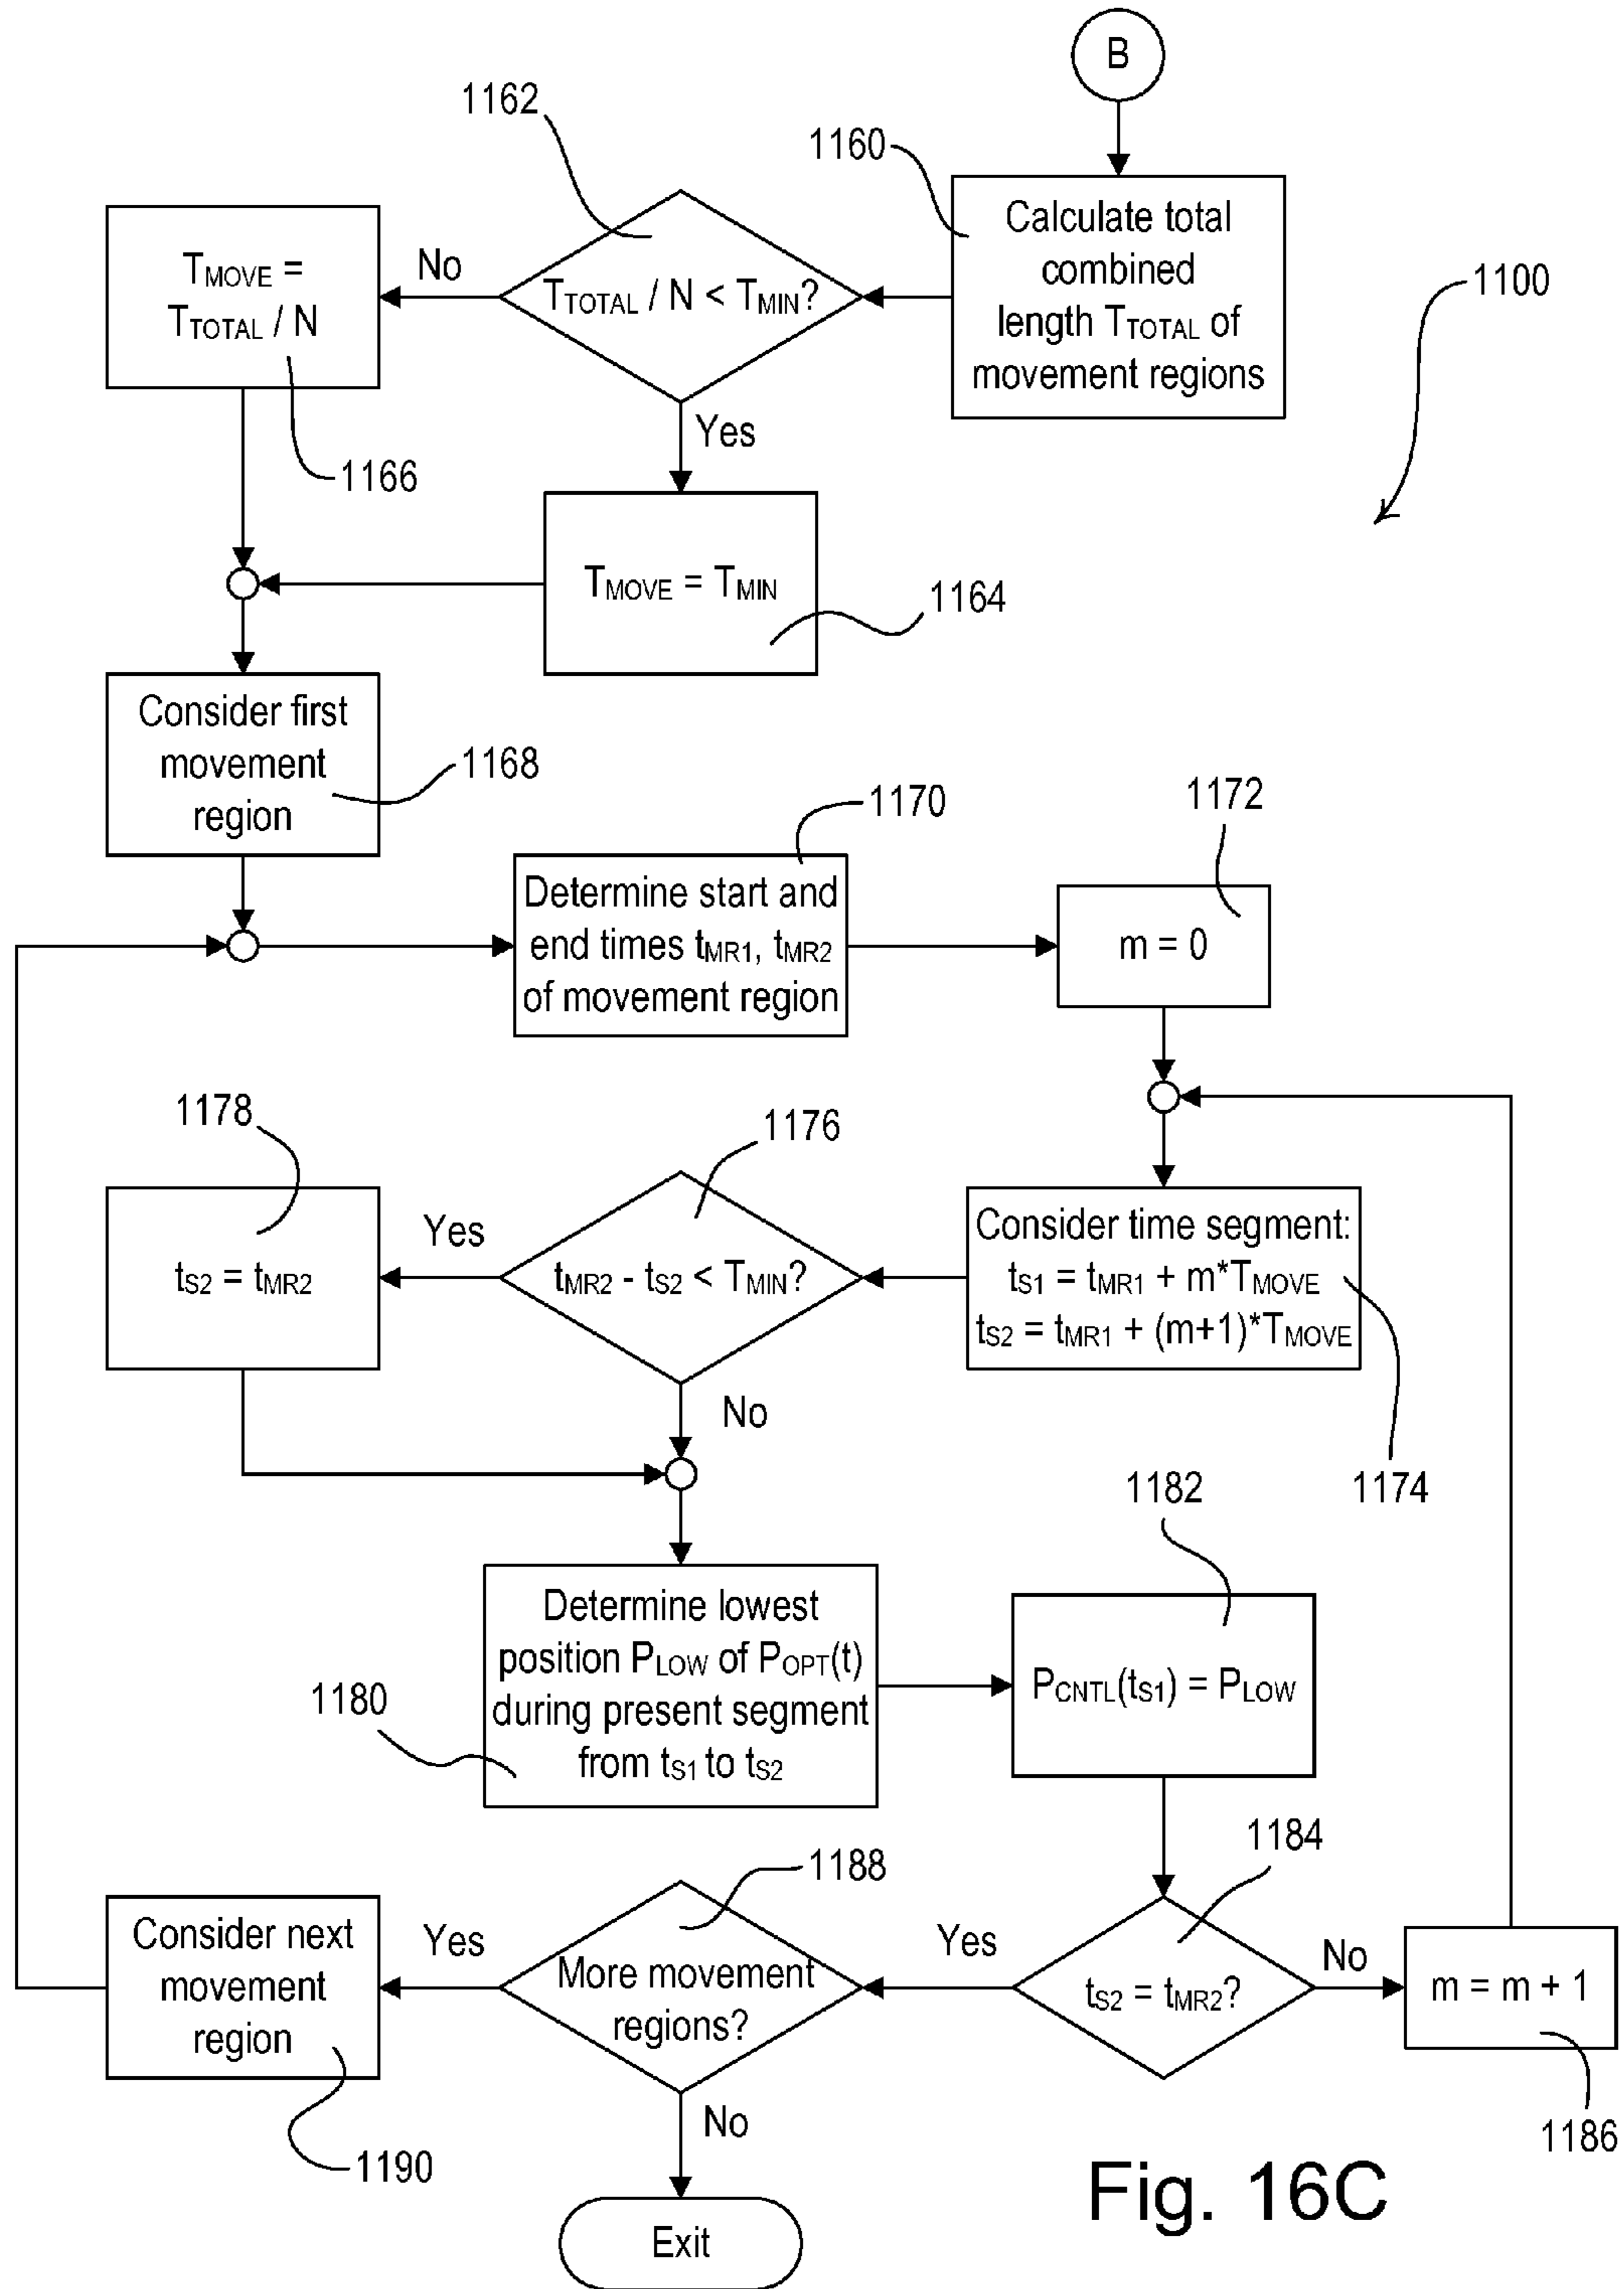 B
1162
1160
Calculate total
combined
length TTOTAL of
movement regions
1100
TTOTAL / N < TMIN?
No
TMOVE =
TTOTAL / N
Yes
1166
TMOVE = TMIN
1164
Consider first
movement
region
1168
1170
1172
Determine start and
end times tMR1, tMR2
of movement region
m = 0
1178
1176
Consider time segment:
tS1 = tMR1 + m*TMOVE
tS2 = tMR1 + (m+1)*TMOVE
1174
tMR2 - tS2 < TMIN?
Yes
tS2 = tMR2
No
1182
Determine lowest
position PLOW of POPT(t)
during present segment
from tS1 to tS2
1180
PCNTL(tS1) = PLOW
1184
1188
tS2 = tMR2?
No
m = m + 1
1186
Yes
More movement
regions?
Yes
Consider next
movement
region
1190
No
Exit
Fig. 16C